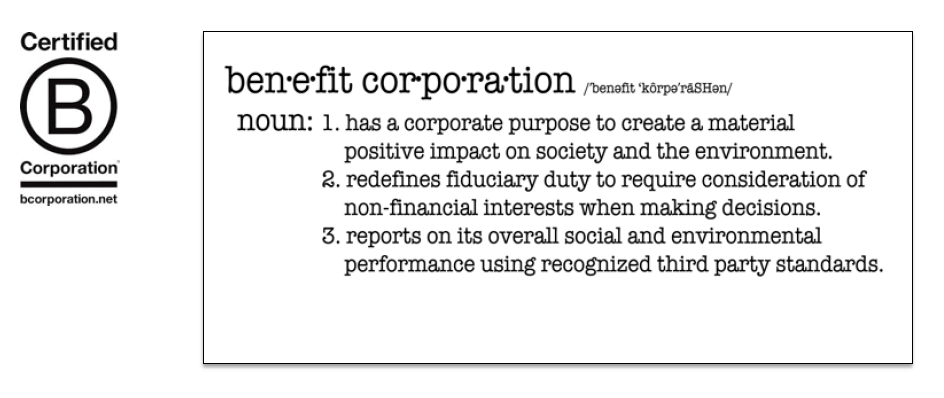 Certified
B
Corporation
bcorporation.net
ben•e•fit cor•po•ra•tion /ˈbenəfit ˈkôrpəˈrāSHən/
noun: 1. has a corporate purpose to create a material
positive impact on society and the environment.
2. redefines fiduciary duty to require consideration of
non-financial interests when making decisions.
3. reports on its overall social and environmental
performance using recognized third party standards.